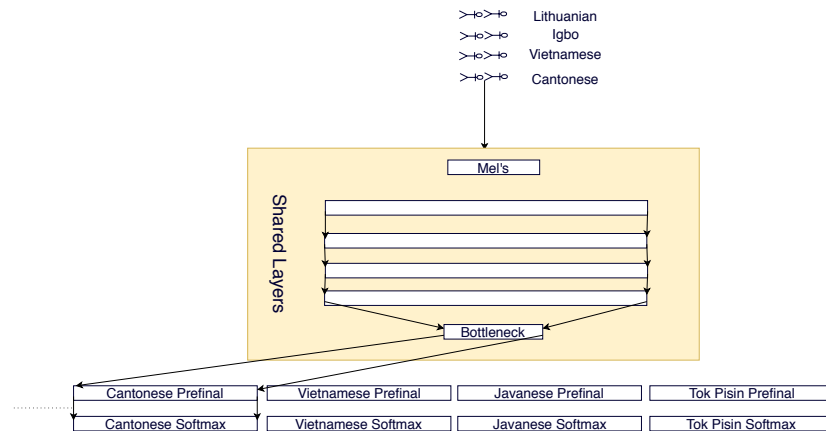 Lithuanian
Igbo
Vietnamese
Cantonese
Mel's
Shared Layers
Bottleneck
Cantonese Prefinal Vietnamese Prefinal Javanese Prefinal Tok Pisin Prefinal
Cantonese Softmax Vietnamese Softmax Javanese Softmax Tok Pisin Softmax